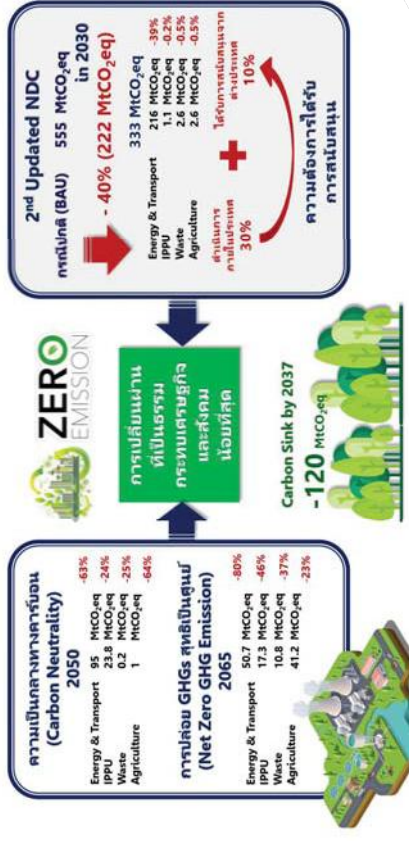 ความเป็นกลางทางคาร์บอน
(Carbon Neutrality)
2050
Energy & Transport 95 MtCO₂eq -63%
IPPU 23.8 MtCO₂eq -24%
Waste 0.2 MtCO₂eq -25%
Agriculture 1 MtCO₂eq -64%
การปล่อย GHGs สุทธิเป็นศูนย์
(Net Zero GHG Emission)
2065
Energy & Transport 50.7 MtCO₂eq -80%
IPPU 17.3 MtCO₂eq -46%
Waste 10.8 MtCO₂eq -37%
Agriculture 41.2 MtCO₂eq -23%
ZERO
EMISSION
การเปลี่ยนผ่าน
ที่เป็นธรรม
กระทบเศรษฐกิจ
และสังคม
น้อยที่สุด
Carbon Sink by 2037
-120 MtCO₂eq
2nd Updated NDC
กรณีปกติ (BAU) 555 MtCO₂eq
in 2030
- 40% (222 MtCO₂eq)
333 MtCO₂eq
Energy & Transport 216 MtCO₂eq -39%
IPPU 1.1 MtCO₂eq -0.2%
Waste 2.6 MtCO₂eq -0.5%
Agriculture 2.6 MtCO₂eq -0.5%
ดำเนินการ
ภายในประเทศ
30%
ได้รับการสนับสนุนจาก
ต่างประเทศ
10%
ความต้องการได้รับ
การสนับสนุน